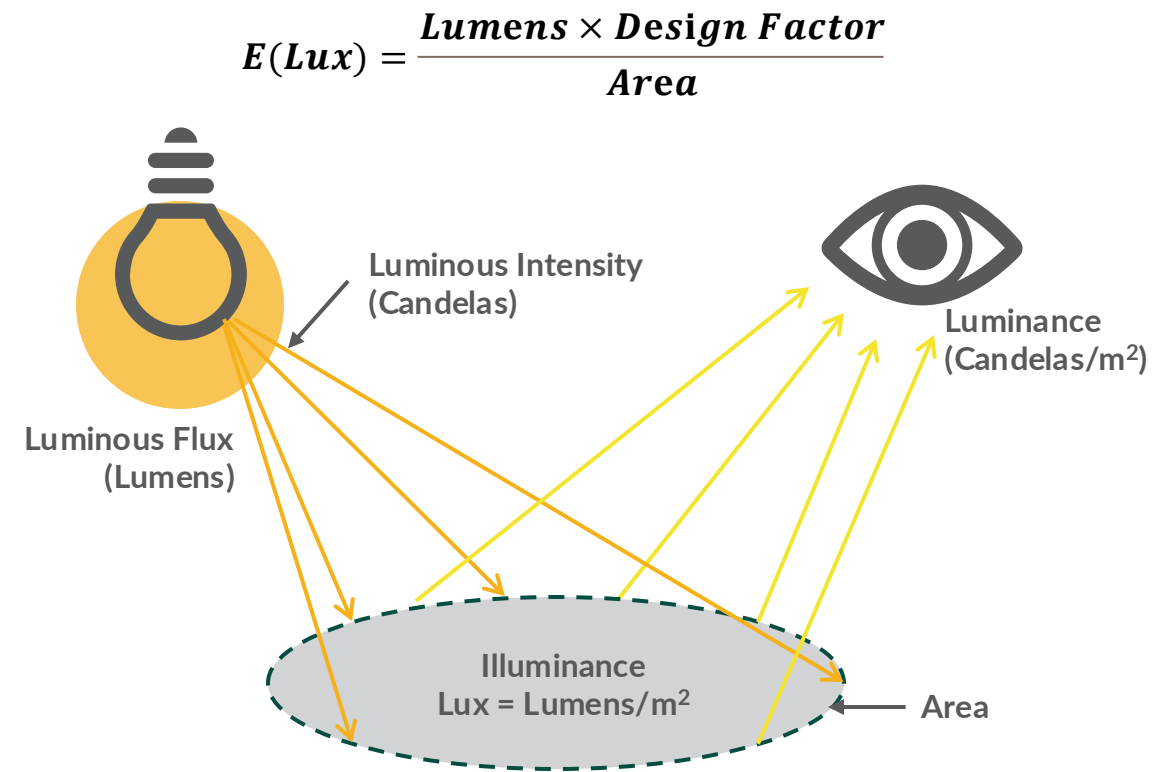 E(Lux) = Lumens × Design Factor / Area
Luminous Intensity
(Candelas)
Luminance
(Candelas/m²)
Luminous Flux
(Lumens)
Illuminance
Lux = Lumens/m²
Area